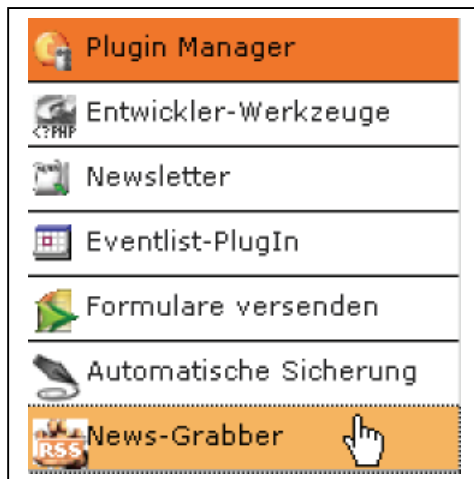 Plugin Manager
Entwickler-Werkzeuge
<?PHP
Newsletter
Eventlist-PlugIn
Formulare versenden
Automatische Sicherung
News-Grabber
RSS